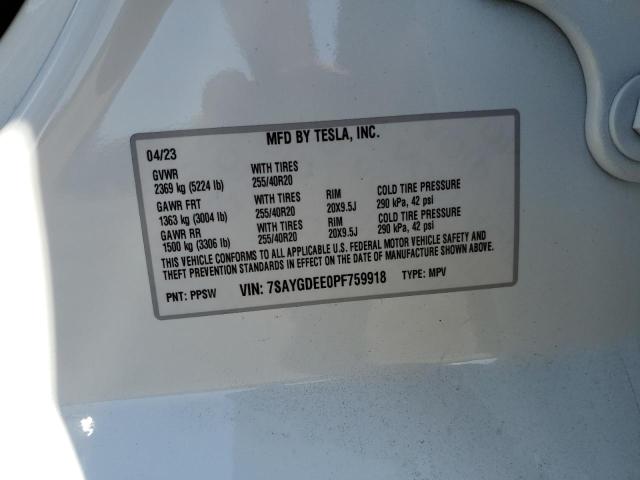 MFD BY TESLA, INC.
04/23
GVWR WITH TIRES
2369 kg (5224 lb) 255/40R20
GAWR FRT WITH TIRES RIM COLD TIRE PRESSURE
1363 kg (3004 lb) 255/40R20 20X9.5J 290 kPa, 42 psi
GAWR RR WITH TIRES RIM COLD TIRE PRESSURE
1500 kg (3306 lb) 255/40R20 20X9.5J 290 kPa, 42 psi
THIS VEHICLE CONFORMS TO ALL APPLICABLE U.S. FEDERAL MOTOR VEHICLE SAFETY AND
THEFT PREVENTION STANDARDS IN EFFECT ON THE DATE OF MANUFACTURE SHOWN ABOVE.
PNT: PPSW VIN: 7SAYGDEE0PF759918 TYPE: MPV